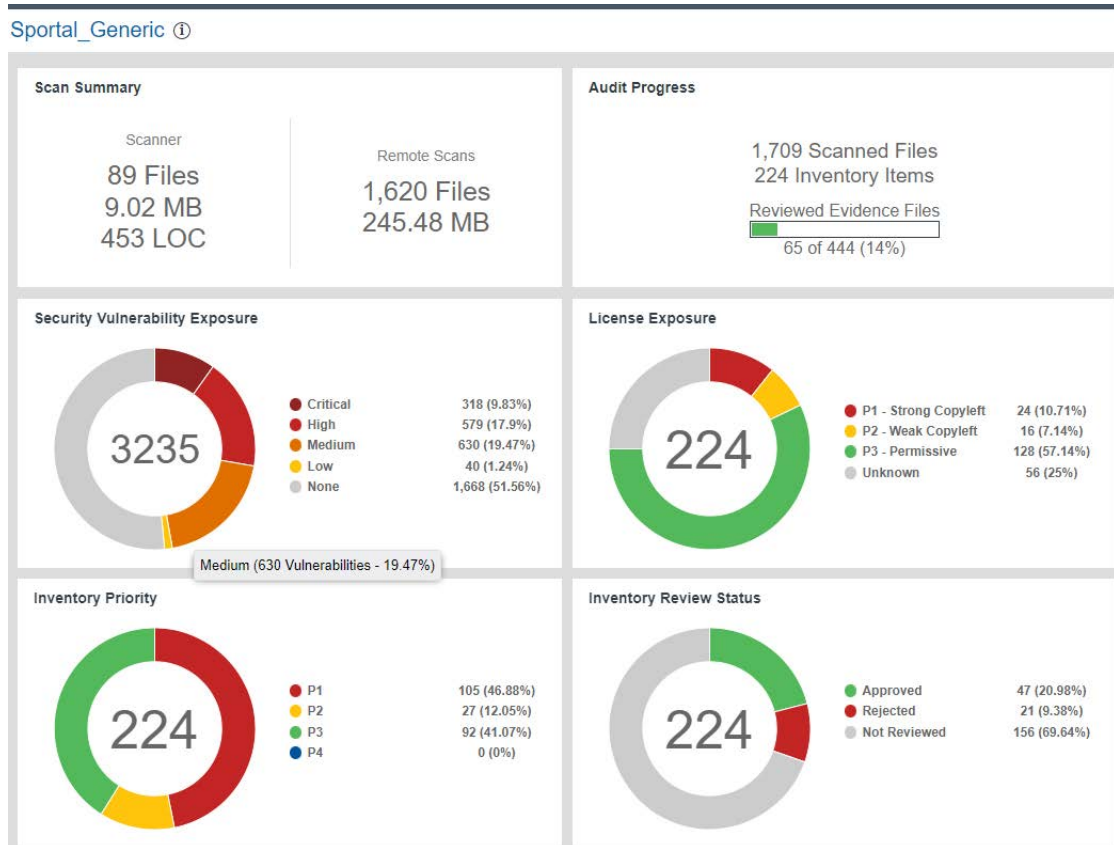 Sportal_Generic ⓘ
Scan Summary
Scanner
89 Files
9.02 MB
453 LOC
Remote Scans
1,620 Files
245.48 MB
Audit Progress
1,709 Scanned Files
224 Inventory Items
Reviewed Evidence Files
65 of 444 (14%)
Security Vulnerability Exposure
3235
Critical 318 (9.83%)
High 579 (17.9%)
Medium 630 (19.47%)
Low 40 (1.24%)
None 1,668 (51.56%)
Medium (630 Vulnerabilities - 19.47%)
License Exposure
224
P1 - Strong Copyleft 24 (10.71%)
P2 - Weak Copyleft 16 (7.14%)
P3 - Permissive 128 (57.14%)
Unknown 56 (25%)
Inventory Priority
224
P1 105 (46.88%)
P2 27 (12.05%)
P3 92 (41.07%)
P4 0 (0%)
Inventory Review Status
224
Approved 47 (20.98%)
Rejected 21 (9.38%)
Not Reviewed 156 (69.64%)